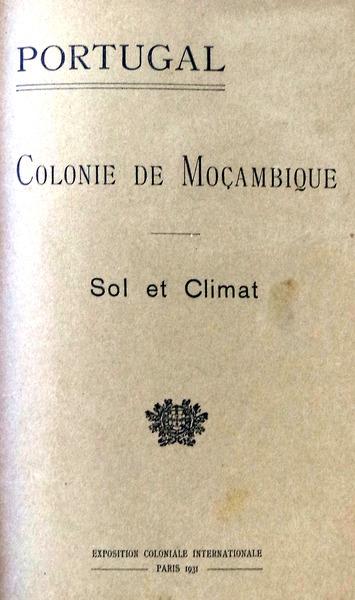 PORTUGAL
COLONIE DE MOÇAMBIQUE
Sol et Climat
EXPOSITION COLONIALE INTERNATIONALE
PARIS 1931